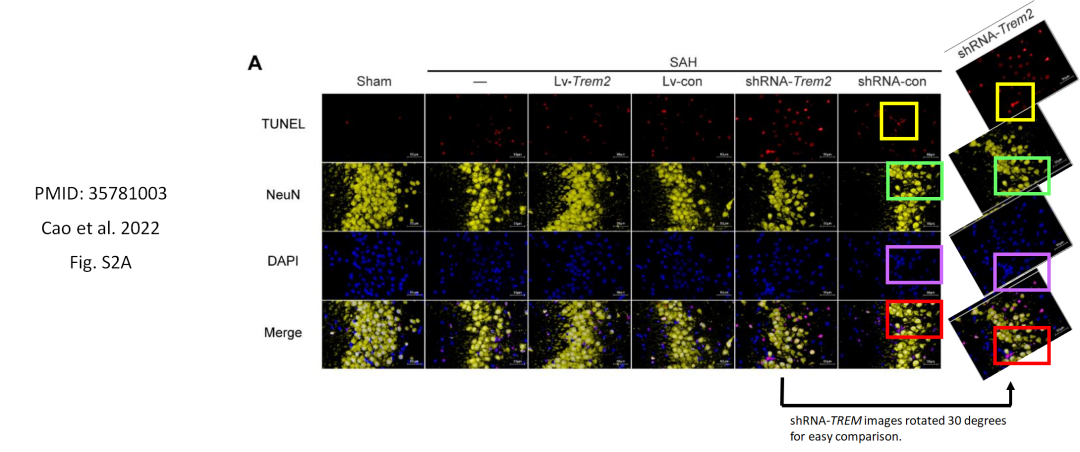 PMID: 35781003
Cao et al. 2022
Fig. S2A
A
SAH
Sham
—
Lv-Trem2
Lv-con
shRNA-Trem2
shRNA-con
shRNA-Trem2
TUNEL
NeuN
DAPI
Merge
shRNA-TREM images rotated 30 degrees
for easy comparison.